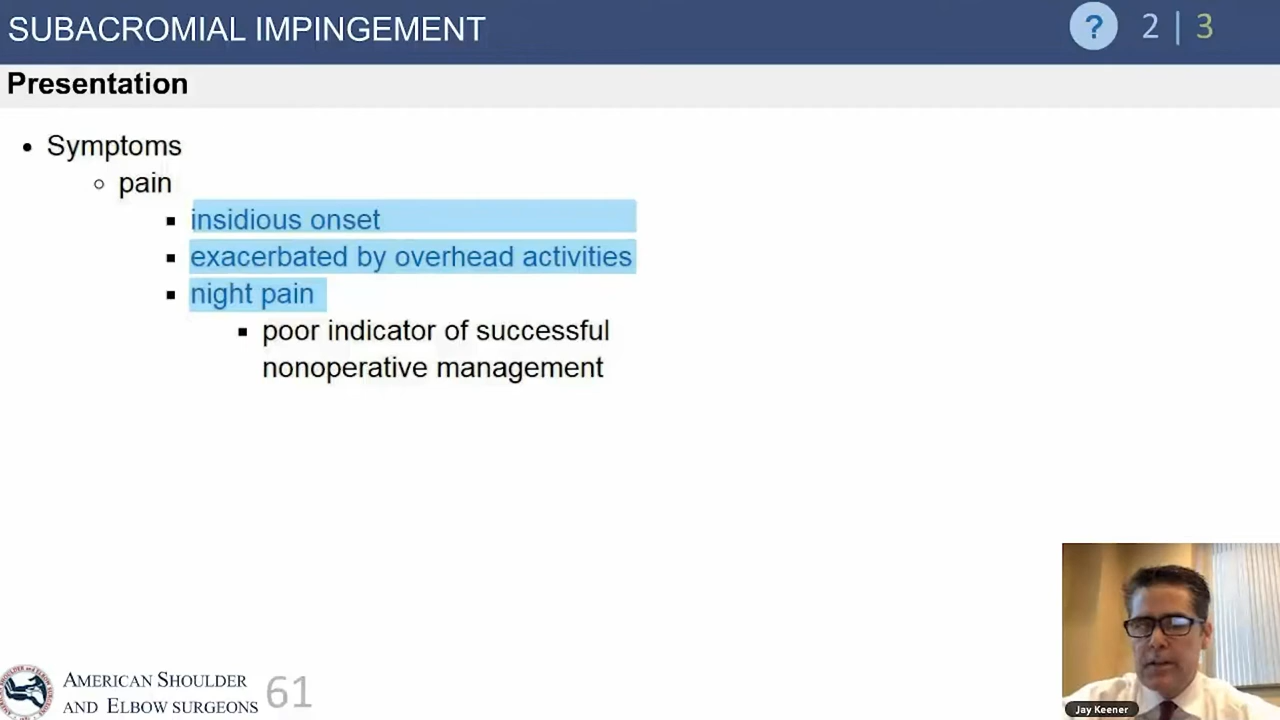 SUBACROMIAL IMPINGEMENT
? 2 | 3
Presentation
• Symptoms
○ pain
▪ insidious onset
▪ exacerbated by overhead activities
▪ night pain
▪ poor indicator of successful
nonoperative management
AMERICAN SHOULDER
AND ELBOW SURGEONS
61
Jay Keener